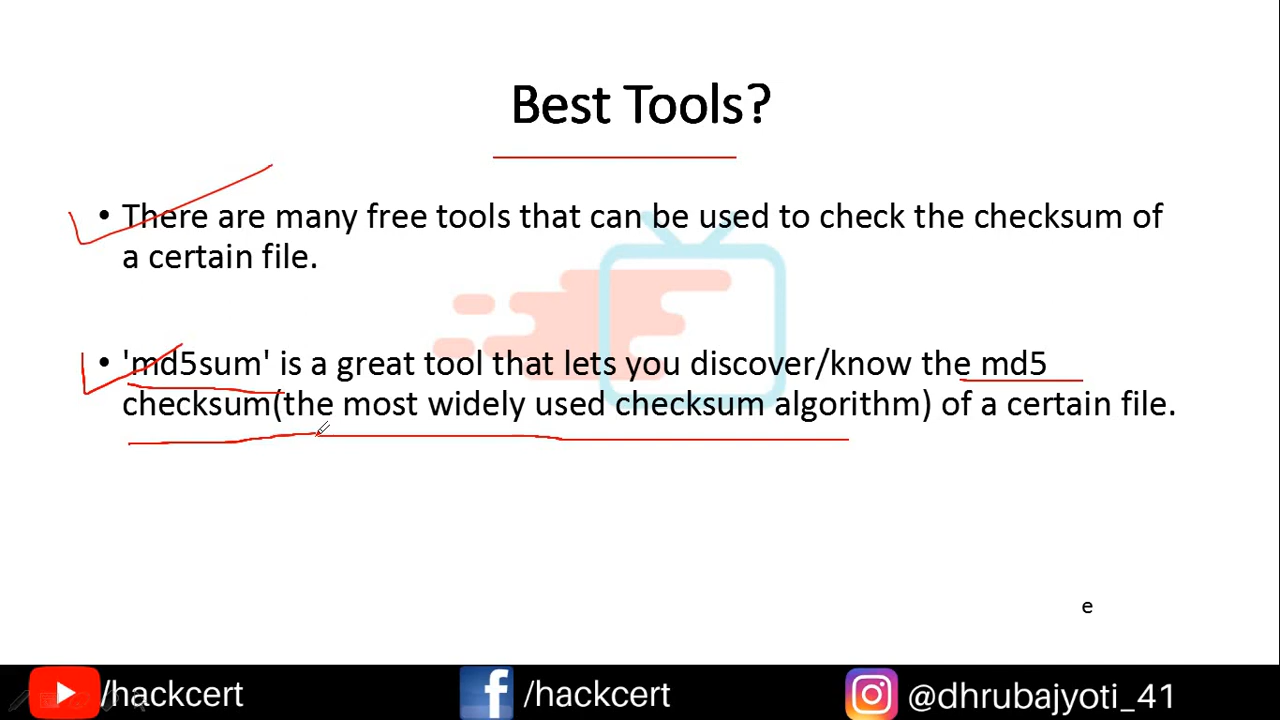 Best Tools?
• There are many free tools that can be used to check the checksum of
a certain file.
• 'md5sum' is a great tool that lets you discover/know the md5
checksum(the most widely used checksum algorithm) of a certain file.
e
/hackcert
/hackcert
@dhrubajyoti_41